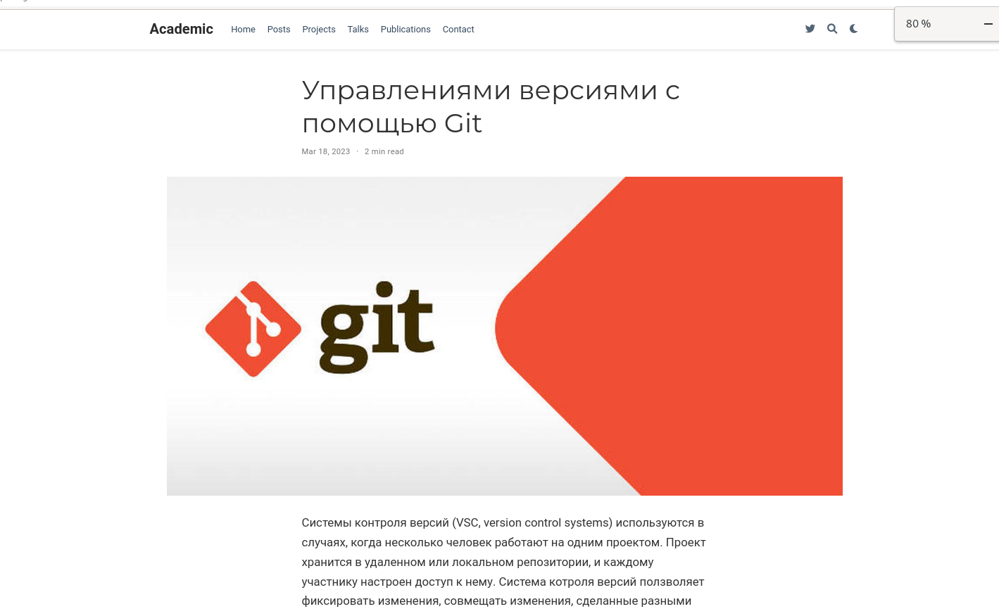 Academic Home Posts Projects Talks Publications Contact
80 %
Управлениями версиями с
помощью Git
Mar 18, 2023 · 2 min read
git
Системы контроля версий (VSC, version control systems) используются в
случаях, когда несколько человек работают на одним проектом. Проект
хранится в удаленном или локальном репозитории, и каждому
участнику настроен доступ к нему. Система котроля версий ползволяет
фиксировать изменения, совмещать изменения, сделанные разными